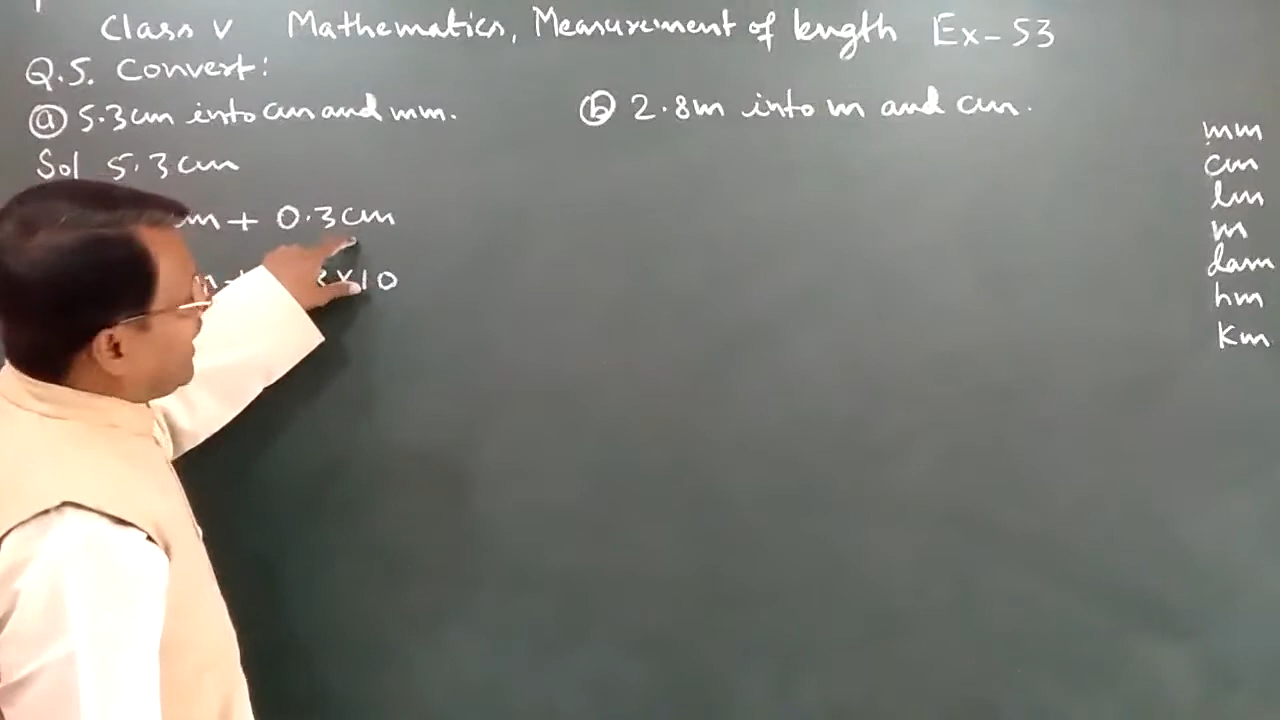 Class V Mathematics, Measurement of length Ex-53
Q.5. Convert:
(a) 5.3cm into cm and mm.
(b) 2.8m into m and cm.
Sol 5.3cm
m + 0.3cm
×10
mm
cm
dm
m
dam
hm
Km